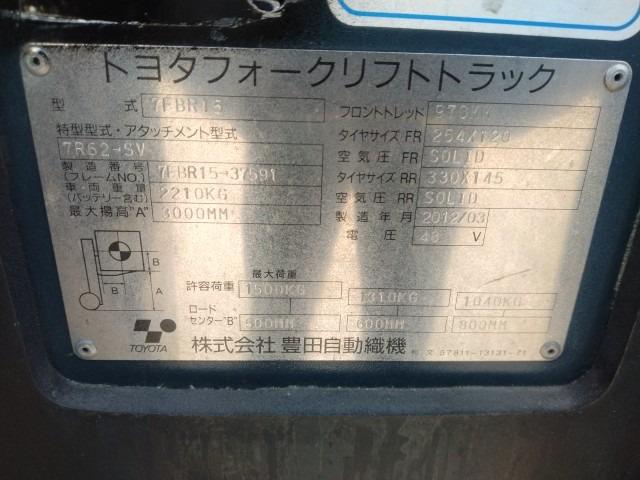 トヨタフォークリフトトラック
型 式 7FBR15
特型型式・アタッチメント型式
7R62-SV
製造番号(フレームNO.) 7FBR15-37591
車両重量(バッテリー含む) 2210KG
最大揚高"A" 3000MM
フロントトレッド
タイヤサイズ FR 254X120
空気圧 FR SOLID
タイヤサイズ RR 330X145
空気圧 RR SOLID
製造年月 2012/03
電圧 48 V
B
B
A
最大荷重
許容荷重 1500KG 1310KG 1040KG
ロードセンター"B" 500MM 600MM 800MM
TOYOTA 株式会社 豊田自動織機 57811-13131-71